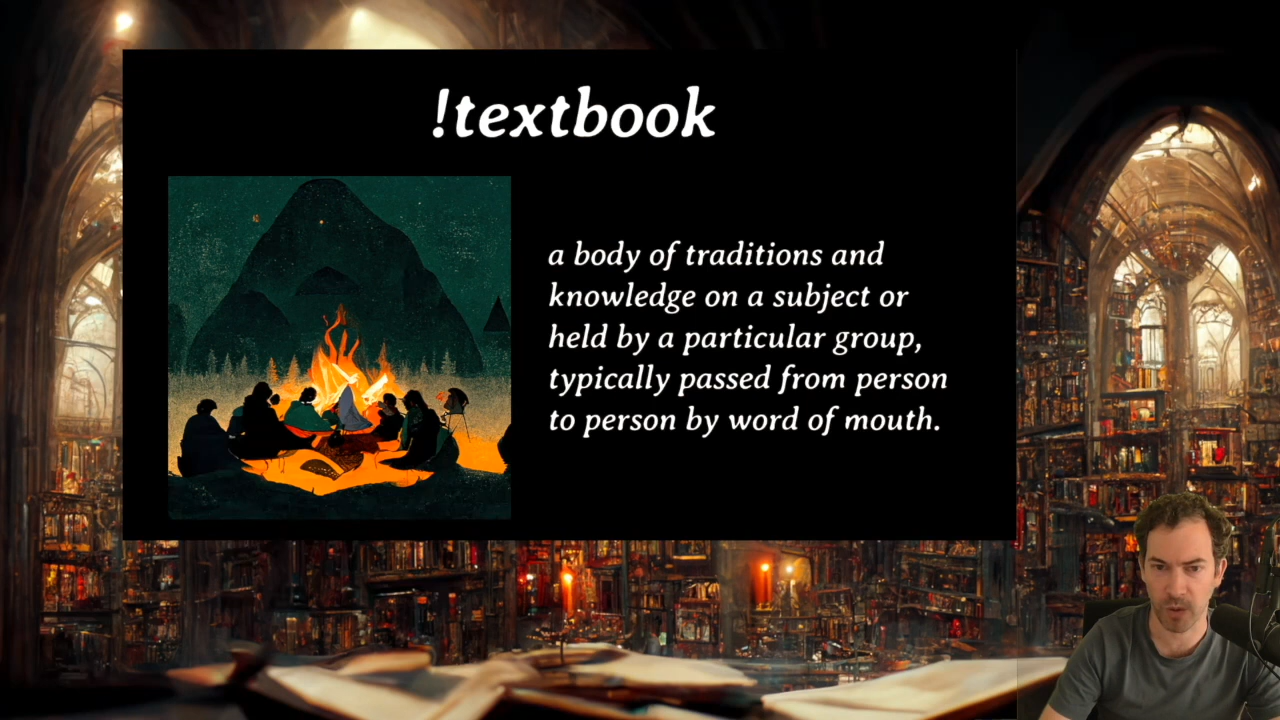 !textbook
a body of traditions and
knowledge on a subject or
held by a particular group,
typically passed from person
to person by word of mouth.